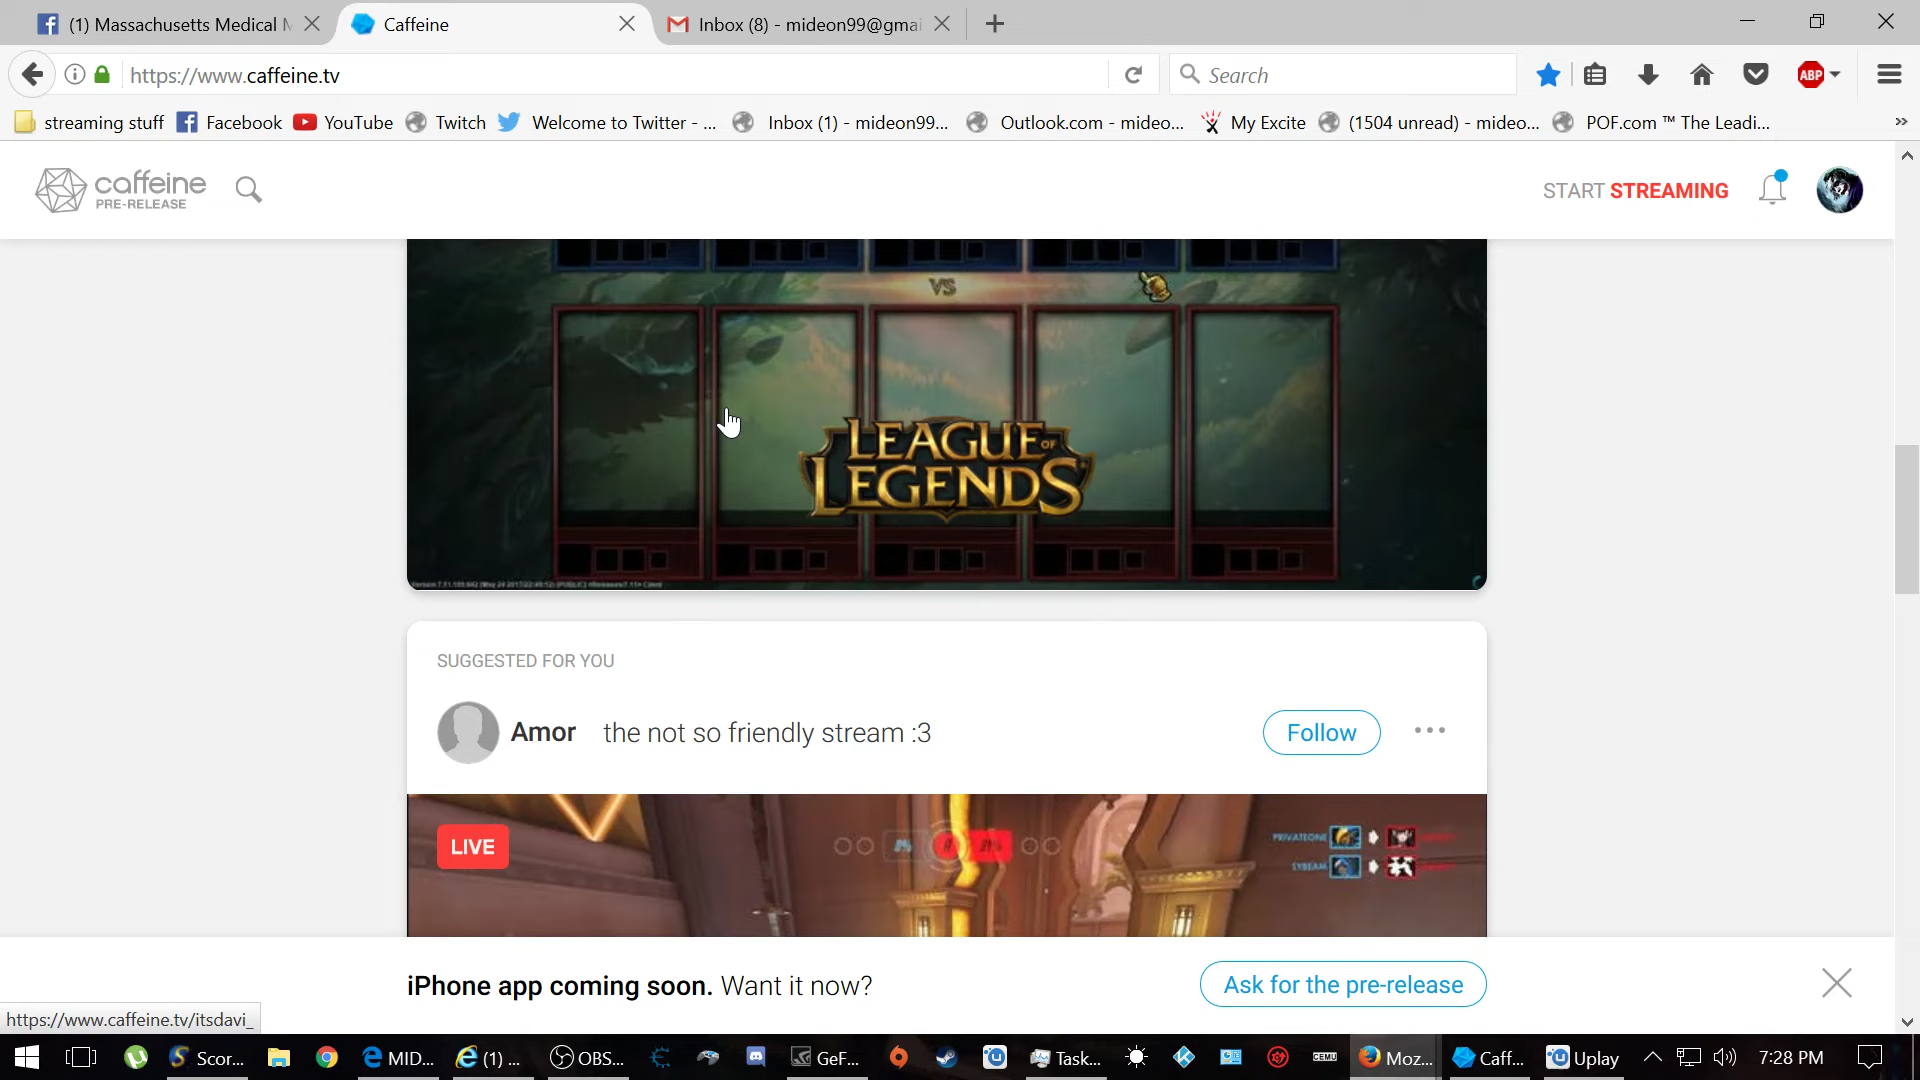 (1) Massachusetts Medical M
Caffeine
Inbox (8) - mideon99@gmai
https://www.caffeine.tv
Search
ABP
streaming stuff
Facebook
YouTube
Twitch
Welcome to Twitter - ...
Inbox (1) - mideon99...
Outlook.com - mideo...
My Excite
(1504 unread) - mideo...
POF.com ™ The Leadi...
caffeine
PRE-RELEASE
START STREAMING
VS
LEAGUE OF
LEGENDS
SUGGESTED FOR YOU
Amor
the not so friendly stream :3
Follow
LIVE
PRIVATEONE
SYBEAM
iPhone app coming soon. Want it now?
Ask for the pre-release
https://www.caffeine.tv/itsdavi_
Scor...
MID...
(1) ...
OBS...
GeF...
Task...
CEMU
Moz...
Caff...
Uplay
7:28 PM